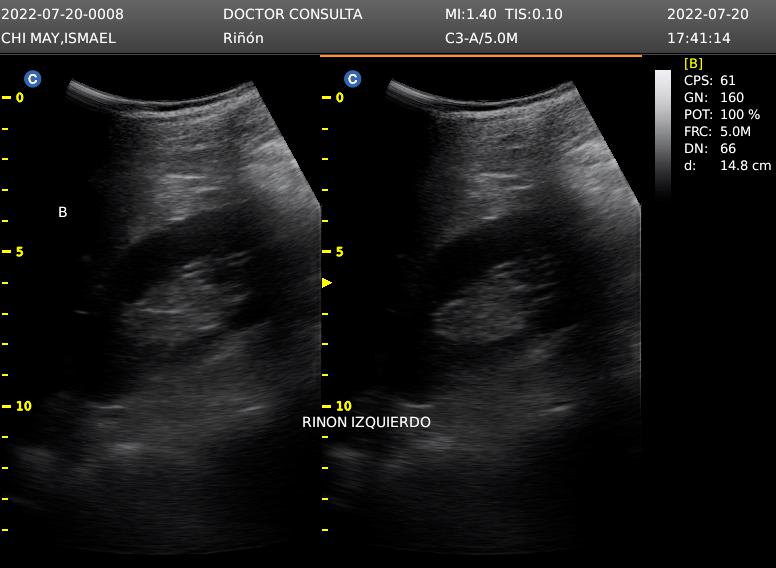 2022-07-20-0008 DOCTOR CONSULTA MI:1.40 TIS:0.10 2022-07-20
CHI MAY,ISMAEL Riñón C3-A/5.0M 17:41:14
C C [B]
0 0 CPS: 61
GN: 160
POT: 100 %
FRC: 5.0M
DN: 66
d: 14.8 cm
B
5 5
10 10
RINON IZQUIERDO